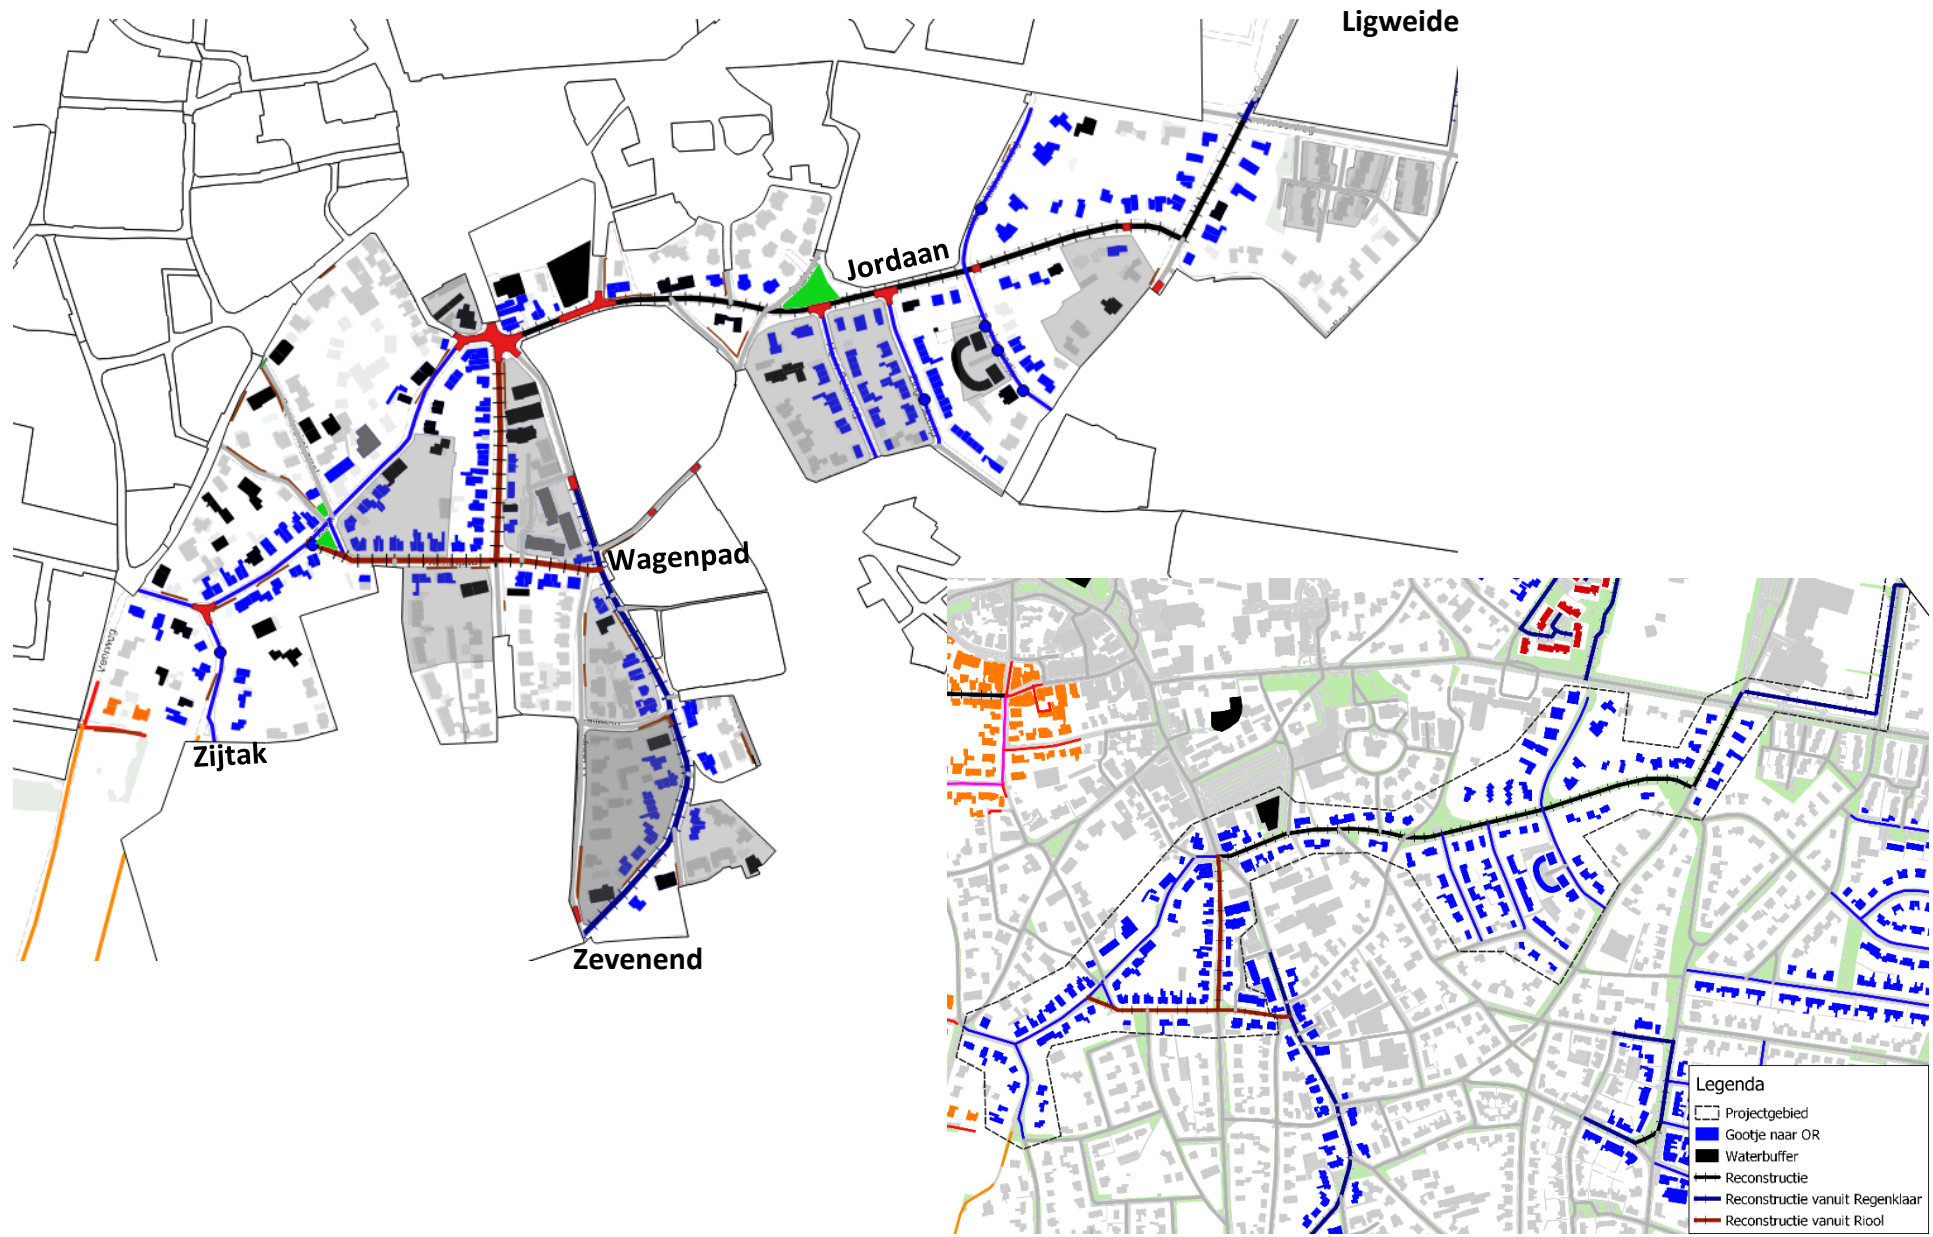 Ligweide
Jordaan
Wagenpad
Zijtak
Zevenend
Legenda
Projectgebied
Gootje naar OR
Waterbuffer
Reconstructie
Reconstructie vanuit Regenklaar
Reconstructie vanuit Riool